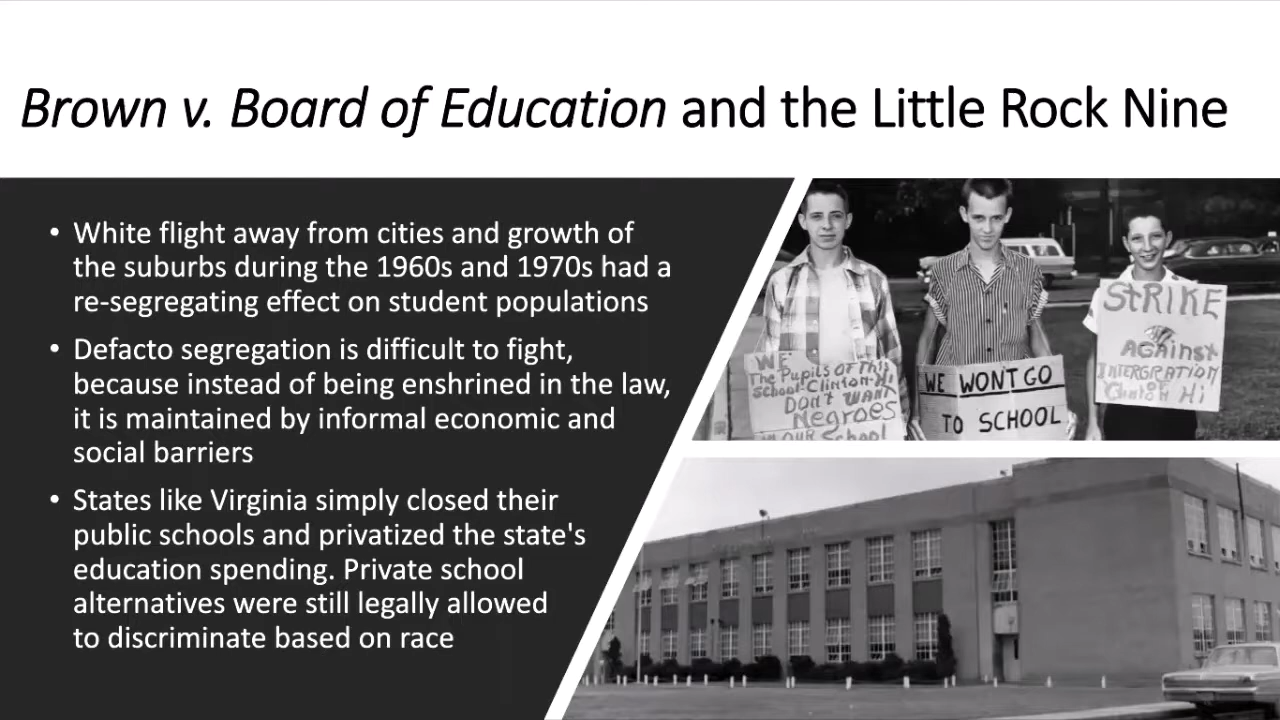 Brown v. Board of Education and the Little Rock Nine
• White flight away from cities and growth of
the suburbs during the 1960s and 1970s had a
re-segregating effect on student populations
• Defacto segregation is difficult to fight,
because instead of being enshrined in the law,
it is maintained by informal economic and
social barriers
• States like Virginia simply closed their
public schools and privatized the state's
education spending. Private school
alternatives were still legally allowed
to discriminate based on race
WE
The Pupils OF This
School-Clinton-Hi
DON'T WANT
Negroes
IN OUR School
WE WONT GO
TO SCHOOL
STRIKE
AGAINST
INTERGRATION
OF
Clinton Hi